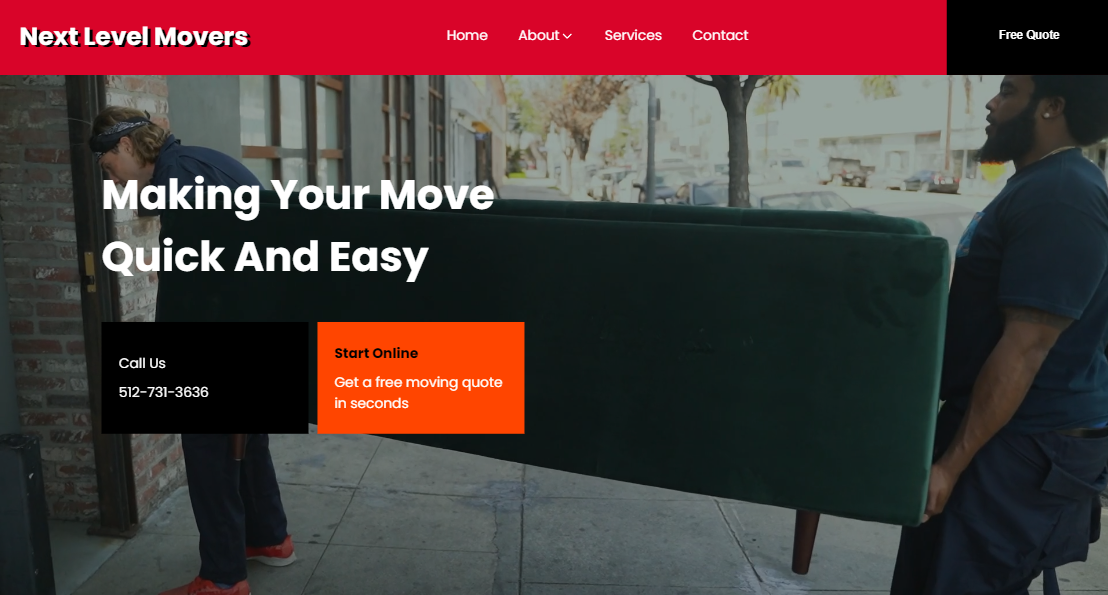 Next Level Movers
Home About Services Contact
Free Quote
Making Your Move
Quick And Easy
Call Us
512-731-3636
Start Online
Get a free moving quote
in seconds